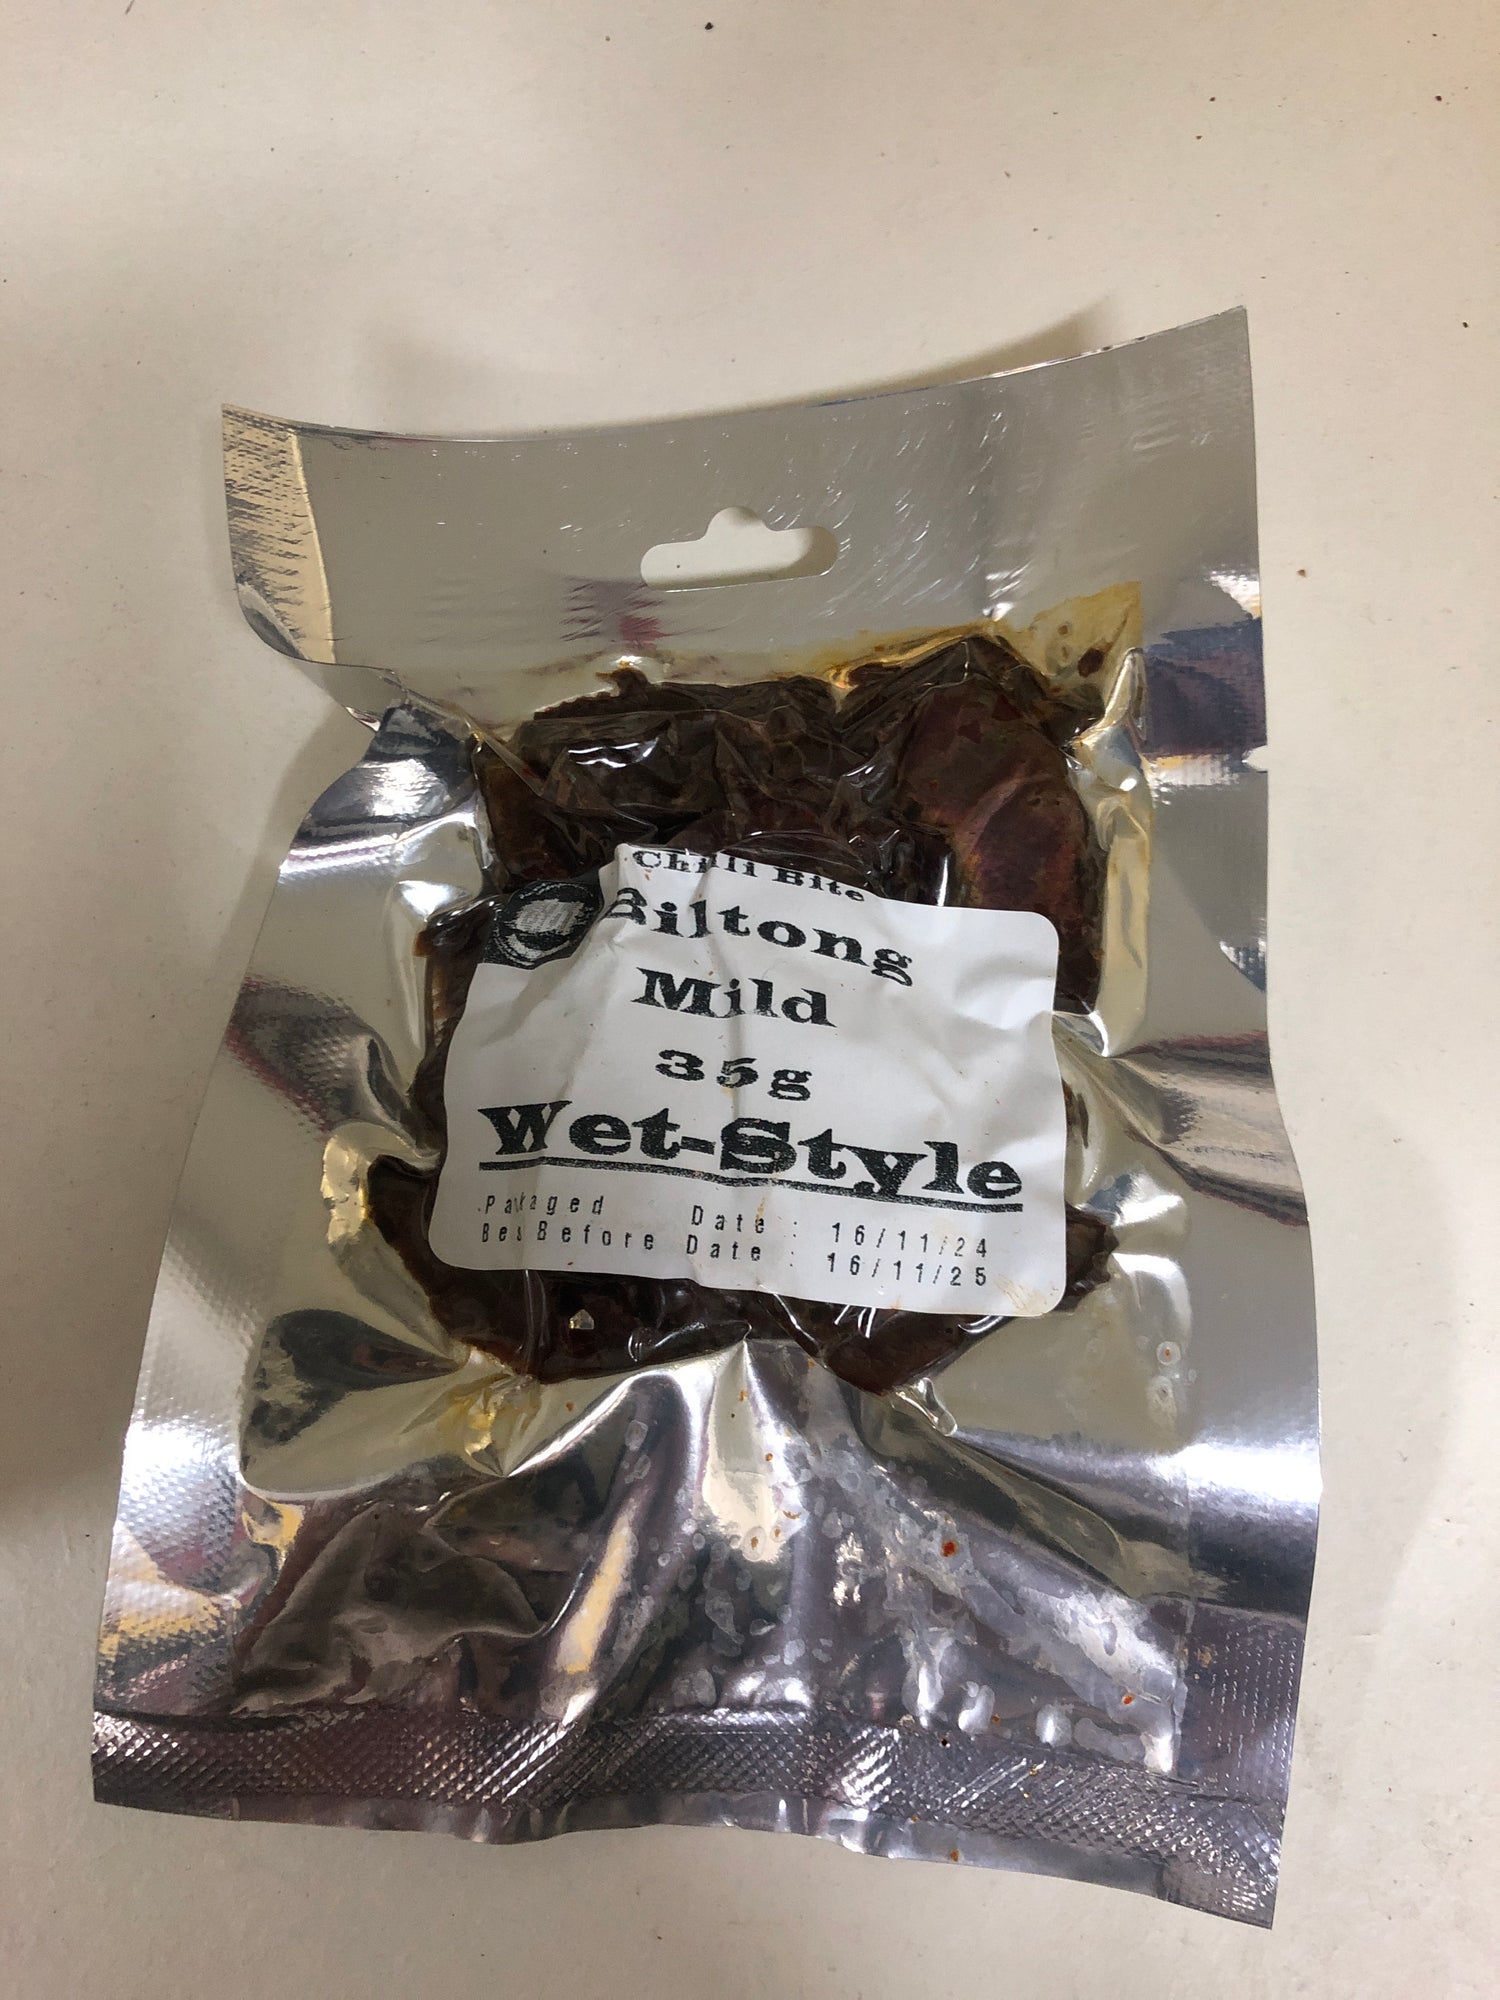 Chilli Bite
Biltong
Mild
35g
Wet-Style
Packaged Date : 16/11/24
Best Before Date : 16/11/25